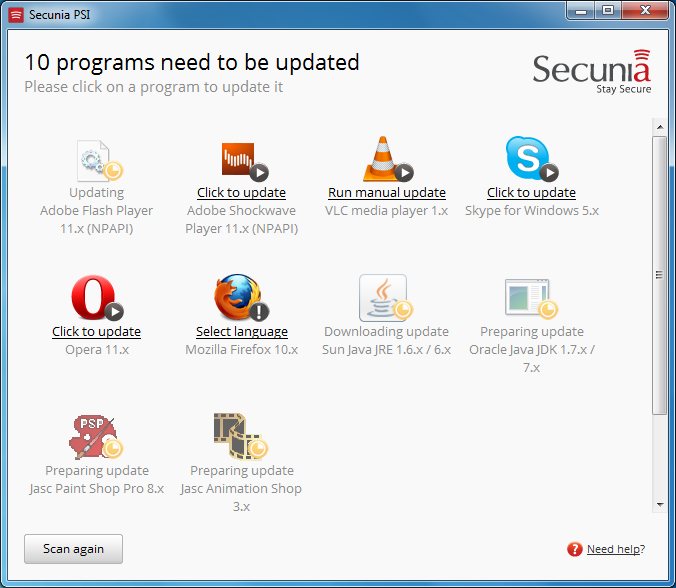 Secunia PSI
10 programs need to be updated
Please click on a program to update it
Secunia
Stay Secure
Updating
Adobe Flash Player
11.x (NPAPI)
Click to update
Adobe Shockwave
Player 11.x (NPAPI)
Run manual update
VLC media player 1.x
S
Click to update
Skype for Windows 5.x
Click to update
Opera 11.x
Select language
Mozilla Firefox 10.x
Downloading update
Sun Java JRE 1.6.x / 6.x
Preparing update
Oracle Java JDK 1.7.x /
7.x
PSP
Preparing update
Jasc Paint Shop Pro 8.x
Preparing update
Jasc Animation Shop
3.x
Scan again
Need help?